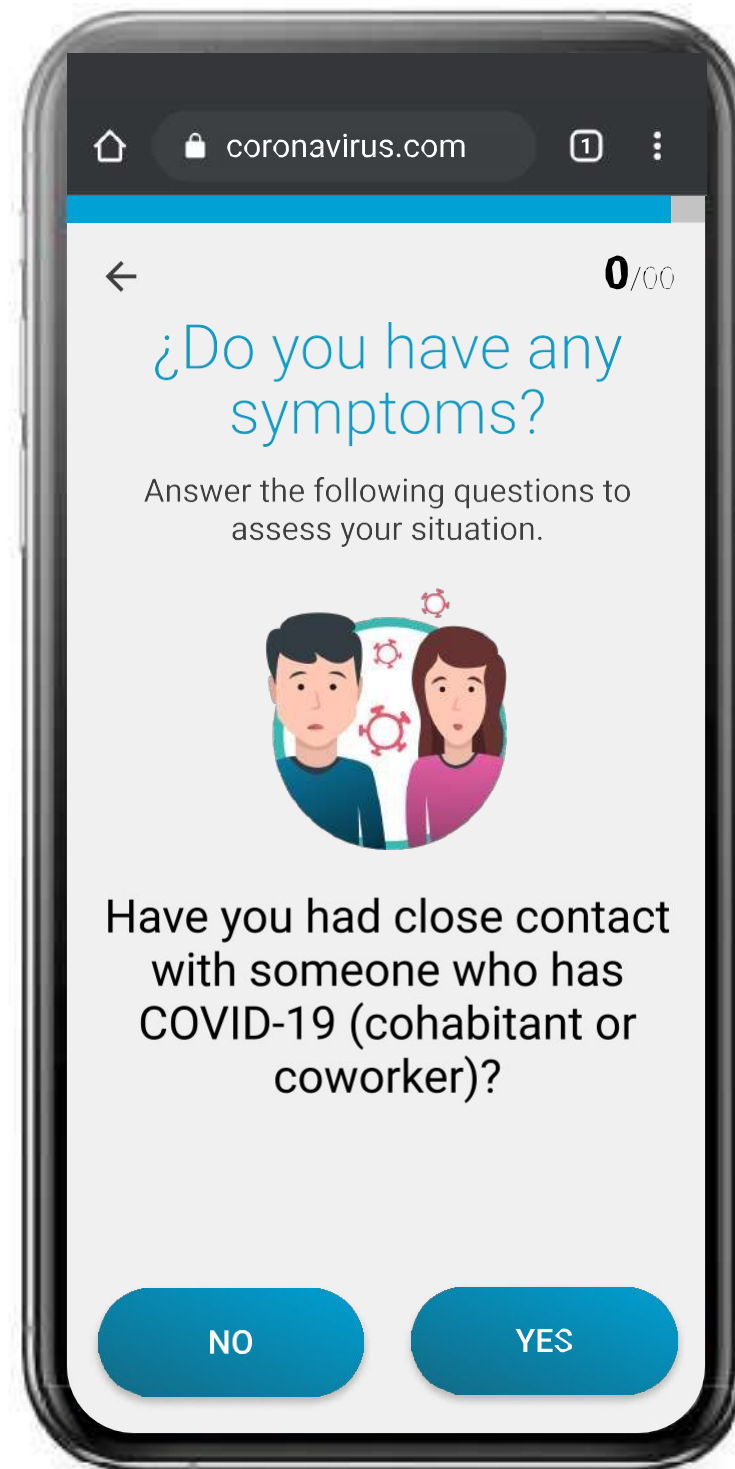 coronavirus.com
1
0/00
¿Do you have any
symptoms?
Answer the following questions to
assess your situation.
Have you had close contact
with someone who has
COVID-19 (cohabitant or
coworker)?
NO
YES